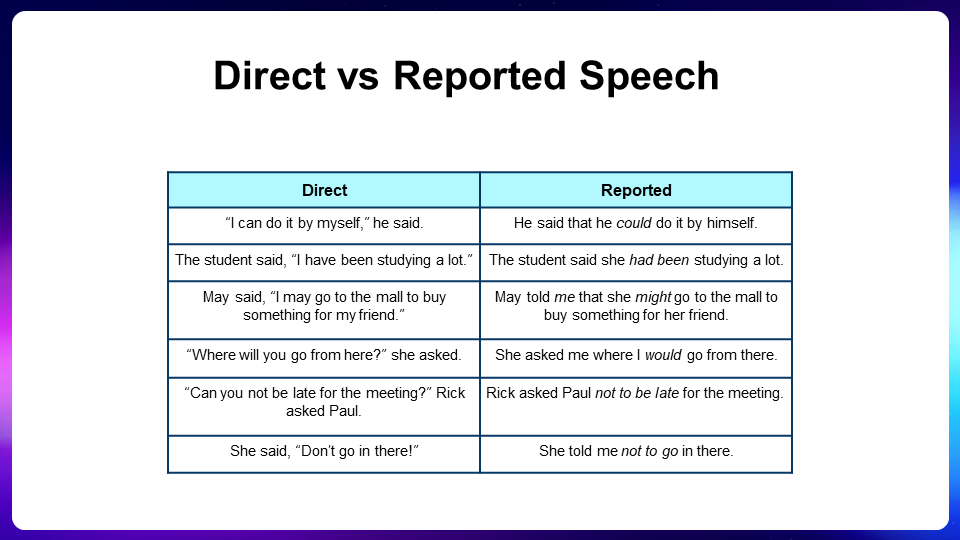 Direct vs Reported Speech
Direct
Reported
“I can do it by myself,” he said.
He said that he could do it by himself.
The student said, “I have been studying a lot.”
The student said she had been studying a lot.
May said, “I may go to the mall to buy
something for my friend.”
May told me that she might go to the mall to
buy something for her friend.
“Where will you go from here?” she asked.
She asked me where I would go from there.
“Can you not be late for the meeting?” Rick
asked Paul.
Rick asked Paul not to be late for the meeting.
She said, “Don’t go in there!”
She told me not to go in there.